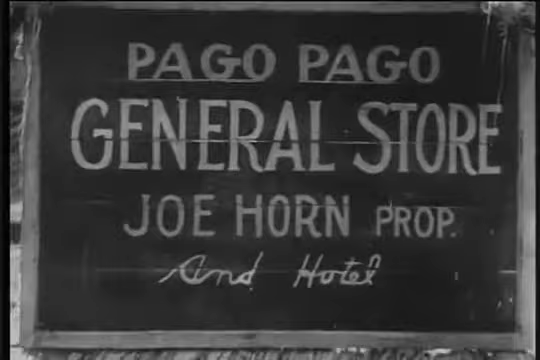 PAGO PAGO
GENERAL STORE
JOE HORN PROP.
And Hotel